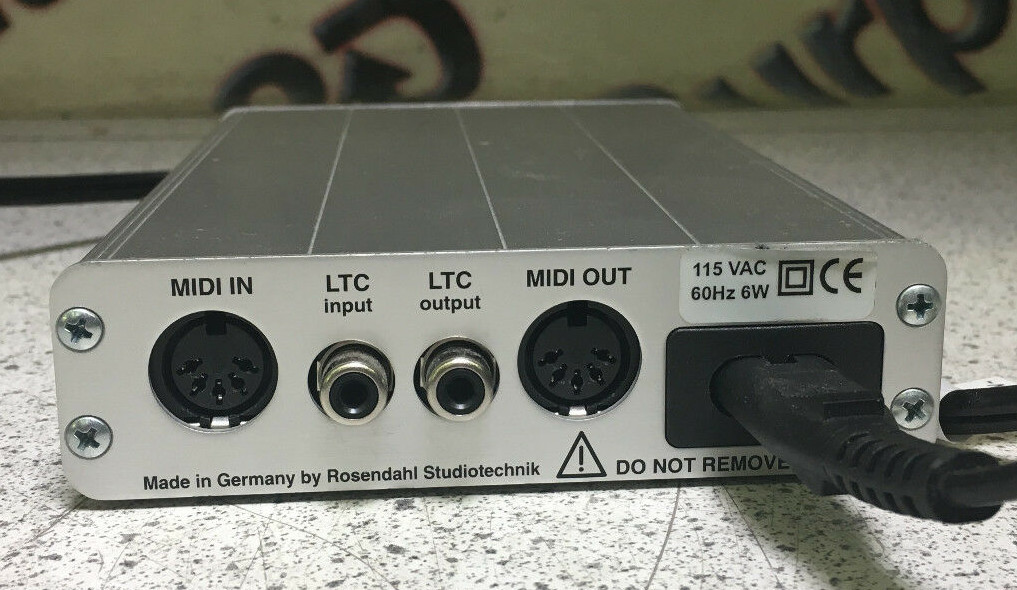 MIDI IN
LTC
input
LTC
output
MIDI OUT
115 VAC
60Hz 6W
CE
Made in Germany by Rosendahl Studiotechnik
DO NOT REMOVE